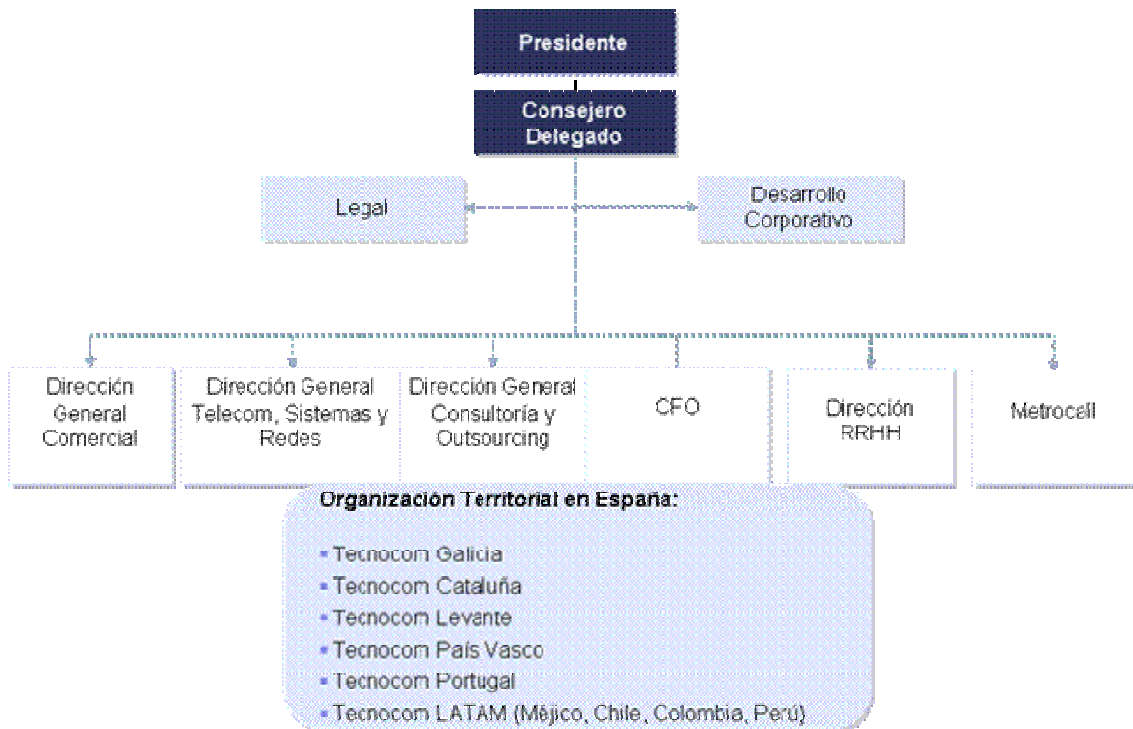 Presidente
Consejero
Delegado
Legal
Desarrollo
Corporativo
Dirección
General
Comercial
Dirección General
Telecom, Sistemas y
Redes
Dirección General
Consultoría y
Outsourcing
CFO
Dirección
RRHH
Metrocall
Organización Territorial en España:
▪ Tecnocom Galicia
▪ Tecnocom Cataluña
▪ Tecnocom Levante
▪ Tecnocom País Vasco
▪ Tecnocom Portugal
▪ Tecnocom LATAM (Méjico, Chile, Colombia, Perú)